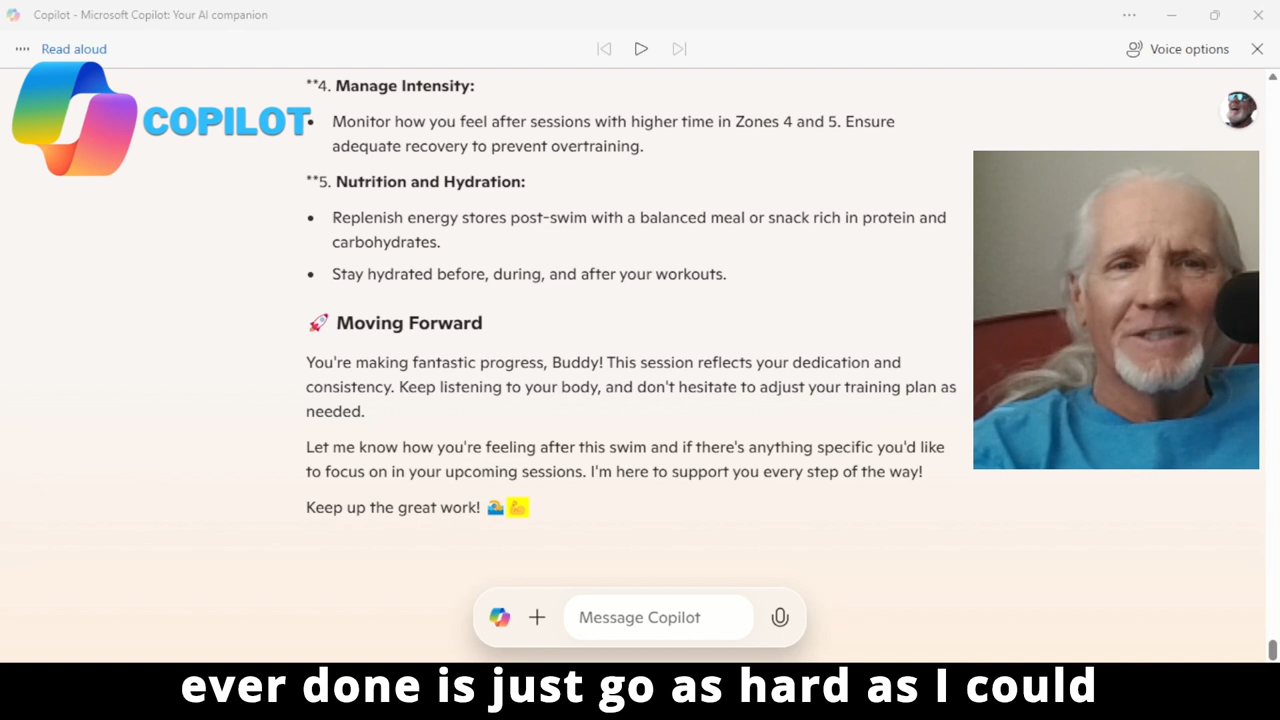 Copilot - Microsoft Copilot: Your AI companion
Read aloud
Voice options
COPILOT
**4. Manage Intensity:
• Monitor how you feel after sessions with higher time in Zones 4 and 5. Ensure
adequate recovery to prevent overtraining.
**5. Nutrition and Hydration:
• Replenish energy stores post-swim with a balanced meal or snack rich in protein and
carbohydrates.
• Stay hydrated before, during, and after your workouts.
🚀 Moving Forward
You're making fantastic progress, Buddy! This session reflects your dedication and
consistency. Keep listening to your body, and don't hesitate to adjust your training plan as
needed.
Let me know how you're feeling after this swim and if there's anything specific you'd like
to focus on in your upcoming sessions. I'm here to support you every step of the way!
Keep up the great work! 🏊💪
Message Copilot
ever done is just go as hard as I could